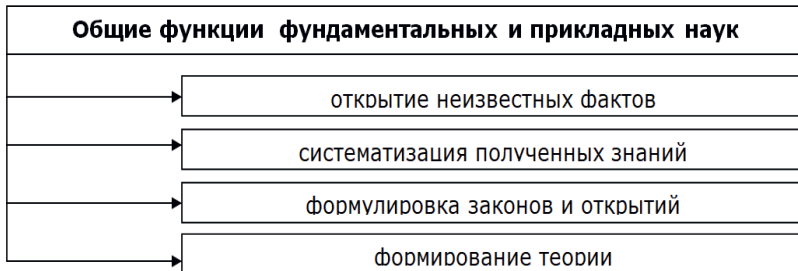 Общие функции фундаментальных и прикладных наук
открытие неизвестных фактов
систематизация полученных знаний
формулировка законов и открытий
формирование теории